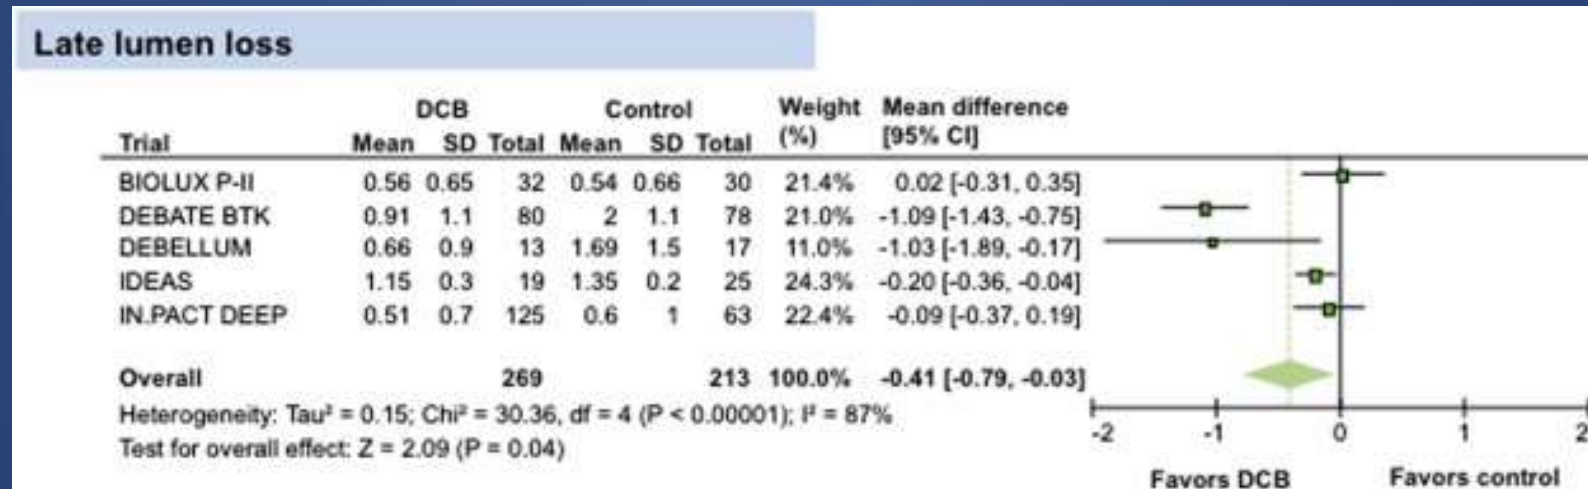 Late lumen loss
DCB Control Weight Mean difference
Trial Mean SD Total Mean SD Total (%) [95% CI]
BIOLUX P-II 0.56 0.65 32 0.54 0.66 30 21.4% 0.02 [-0.31, 0.35]
DEBATE BTK 0.91 1.1 80 2 1.1 78 21.0% -1.09 [-1.43, -0.75]
DEBELLUM 0.66 0.9 13 1.69 1.5 17 11.0% -1.03 [-1.89, -0.17]
IDEAS 1.15 0.3 19 1.35 0.2 25 24.3% -0.20 [-0.36, -0.04]
IN.PACT DEEP 0.51 0.7 125 0.6 1 63 22.4% -0.09 [-0.37, 0.19]
Overall 269 213 100.0% -0.41 [-0.79, -0.03]
Heterogeneity: Tau² = 0.15; Chi² = 30.36, df = 4 (P < 0.00001); I² = 87%
Test for overall effect: Z = 2.09 (P = 0.04)
-2 -1 0 1 2
Favors DCB Favors control